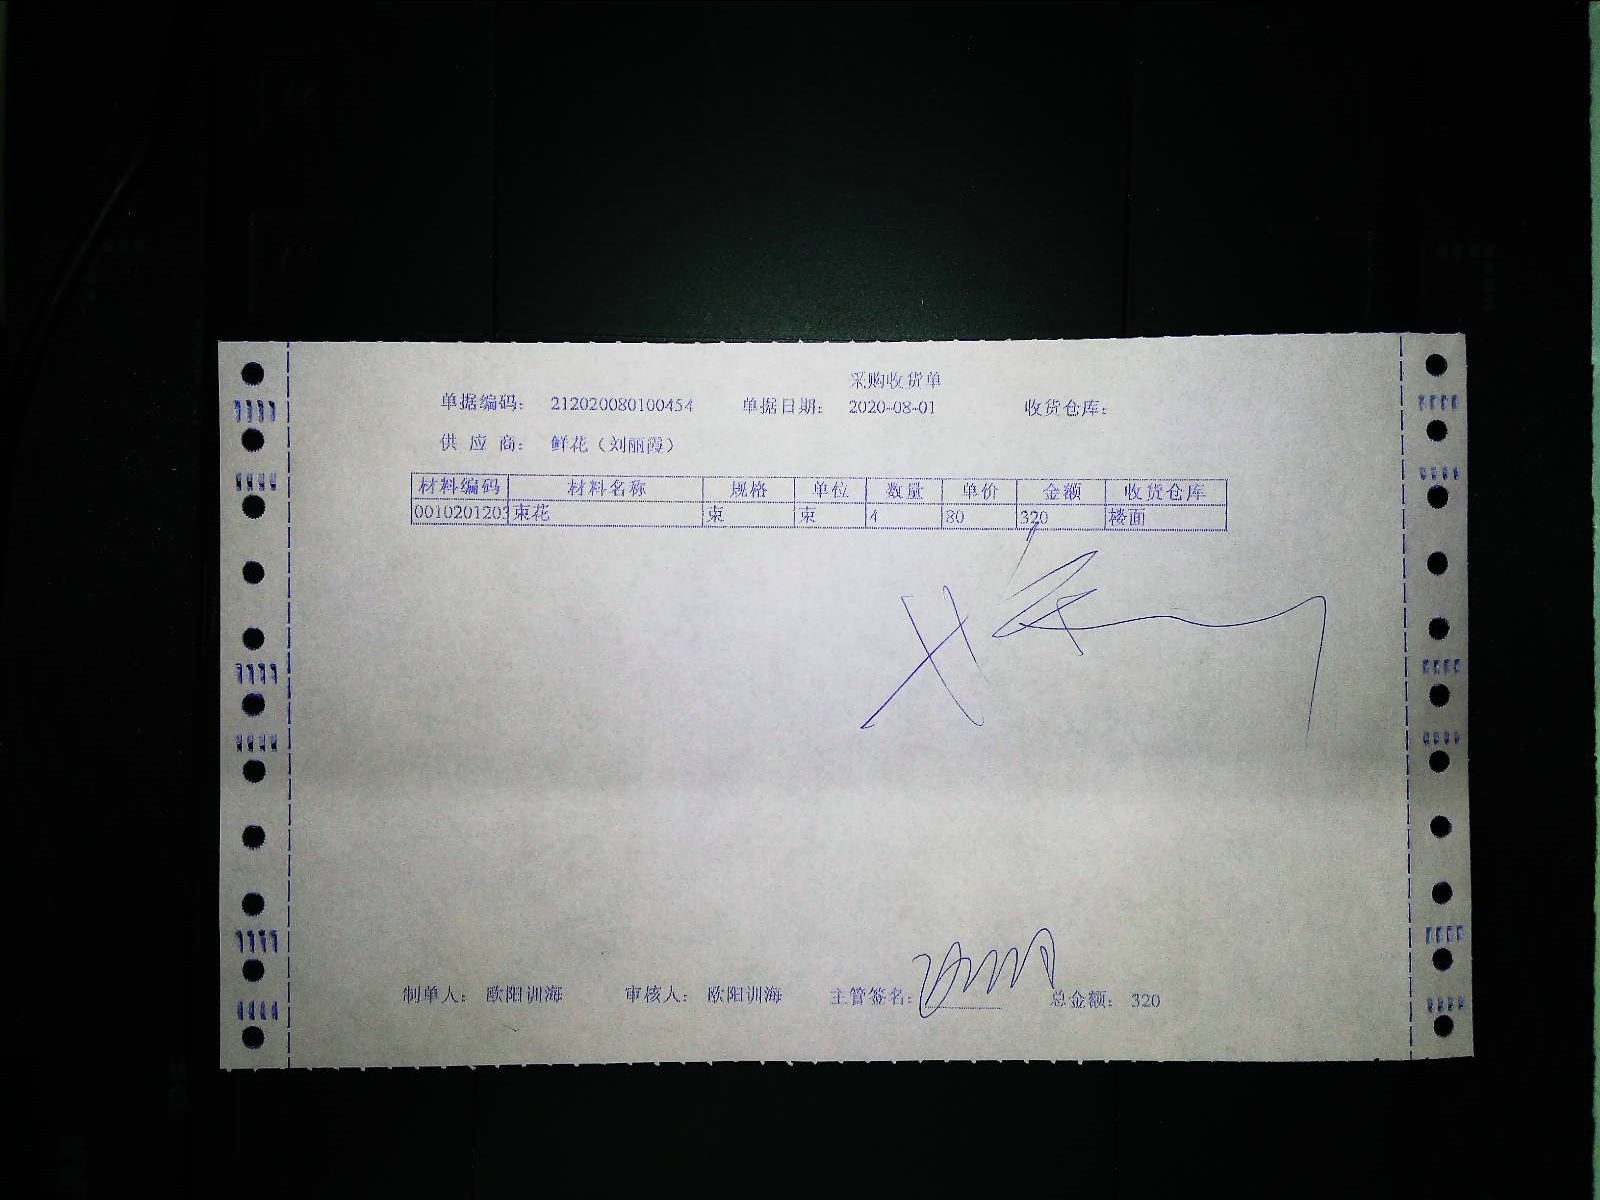 采购收货单
单据编码： 212020080100454 单据日期： 2020-08-01 收货仓库：
供 应 商： 鲜花（刘丽霞）
材料编码 材料名称 规格 单位 数量 单价 金额 收货仓库
0010201203 束花 束 束 4 80 320 楼面
制单人： 欧阳训海 审核人： 欧阳训海 主管签名： 总金额： 320